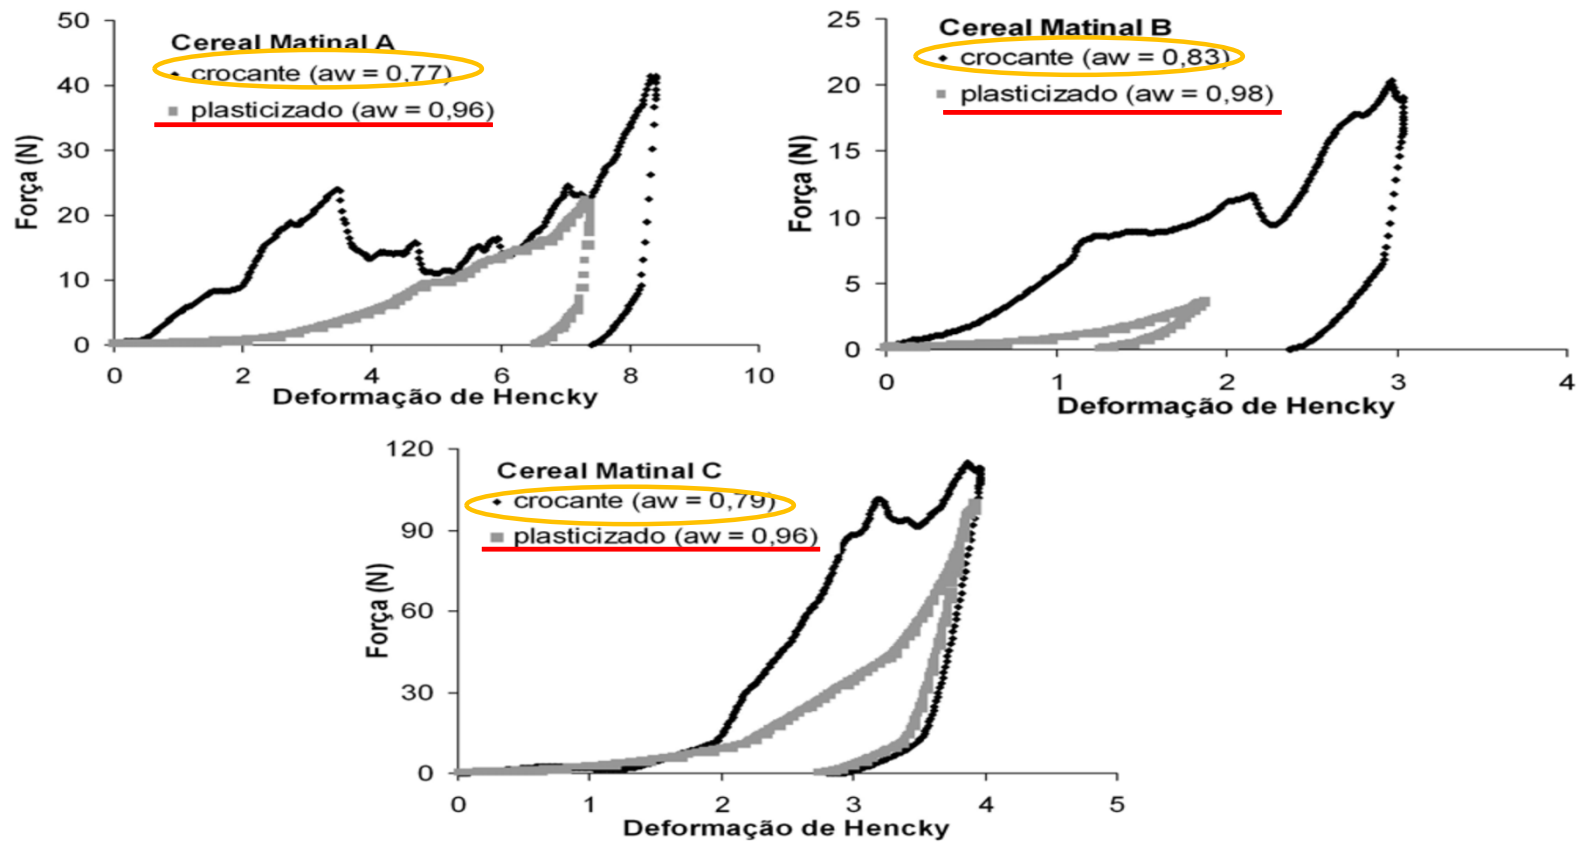 Cereal Matinal A
crocante (aw = 0,77)
plasticizado (aw = 0,96)
Força (N)
50
40
30
20
10
0
0 2 4 6 8 10
Deformação de Hencky
Cereal Matinal B
crocante (aw = 0,83)
plasticizado (aw = 0,98)
Força (N)
25
20
15
10
5
0
0 1 2 3 4
Deformação de Hencky
Cereal Matinal C
crocante (aw = 0,79)
plasticizado (aw = 0,96)
Força (N)
120
90
60
30
0
0 1 2 3 4 5
Deformação de Hencky